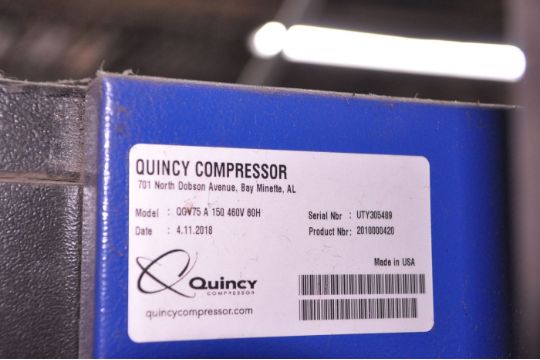 QUINCY COMPRESSOR
701 North Dobson Avenue, Bay Minette, AL
Model : QGV75 A 150 460V 60H
Serial Nbr : UTY305489
Date : 4.11.2018
Product Nbr: 2010000420
Made in USA
Quincy
COMPRESSOR
quincycompressor.com